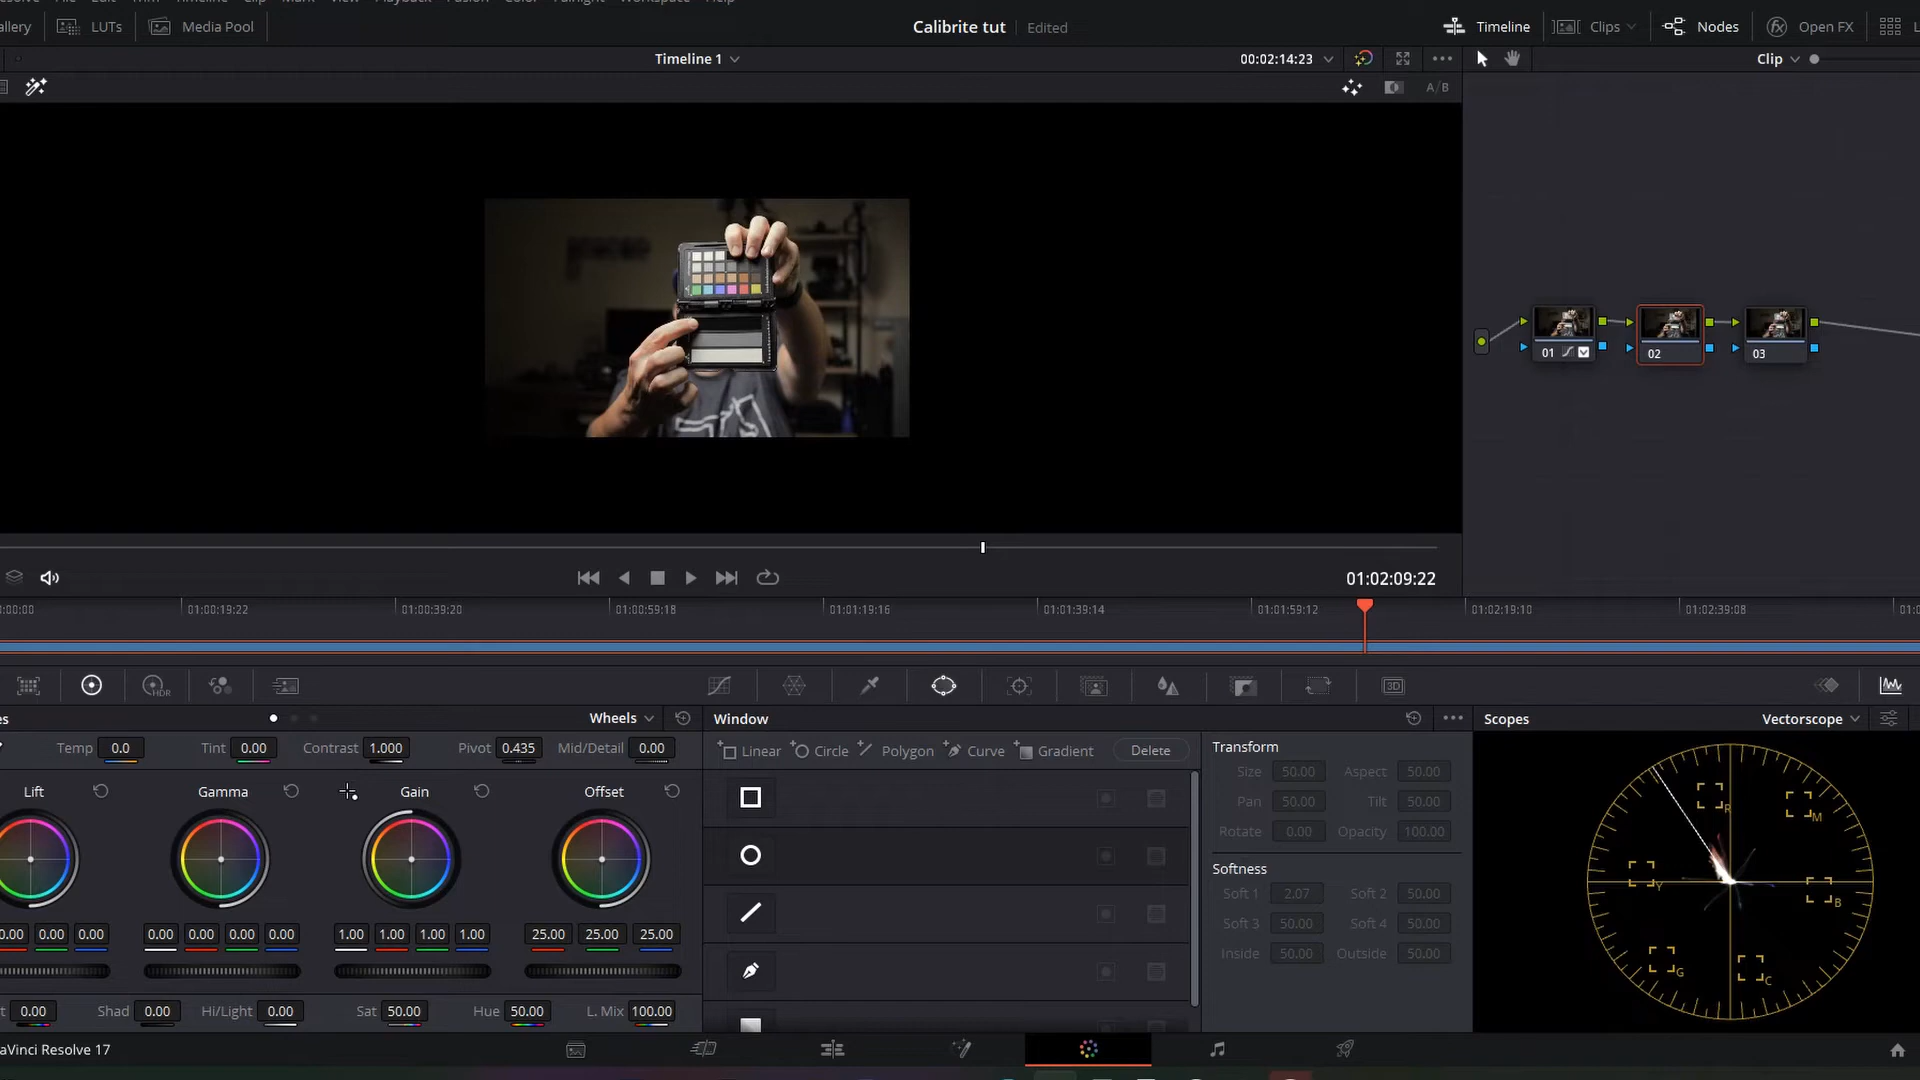 LUTs Media Pool Calibrite tut Edited Timeline Clips Nodes Open FX
Timeline 1 00:02:14:23 Clip
A/B
01 02 03
01:02:09:22
01:00:19:22 01:00:39:20 01:00:59:18 01:01:19:16 01:01:39:14 01:01:59:12 01:02:19:10 01:02:39:08
HDR 3D
Wheels Window Scopes Vectorscope
Temp 0.0 Tint 0.00 Contrast 1.000 Pivot 0.435 Mid/Detail 0.00
Linear Circle Polygon Curve Gradient Delete
Transform
Size 50.00 Aspect 50.00
Pan 50.00 Tilt 50.00
Rotate 0.00 Opacity 100.00
Softness
Soft 1 2.07 Soft 2 50.00
Soft 3 50.00 Soft 4 50.00
Inside 50.00 Outside 50.00
Lift Gamma Gain Offset
0.00 0.00 0.00 0.00 0.00 0.00 0.00 1.00 1.00 1.00 1.00 25.00 25.00 25.00
0.00 Shad 0.00 Hi/Light 0.00 Sat 50.00 Hue 50.00 L. Mix 100.00
R M
Y B
G C
aVinci Resolve 17